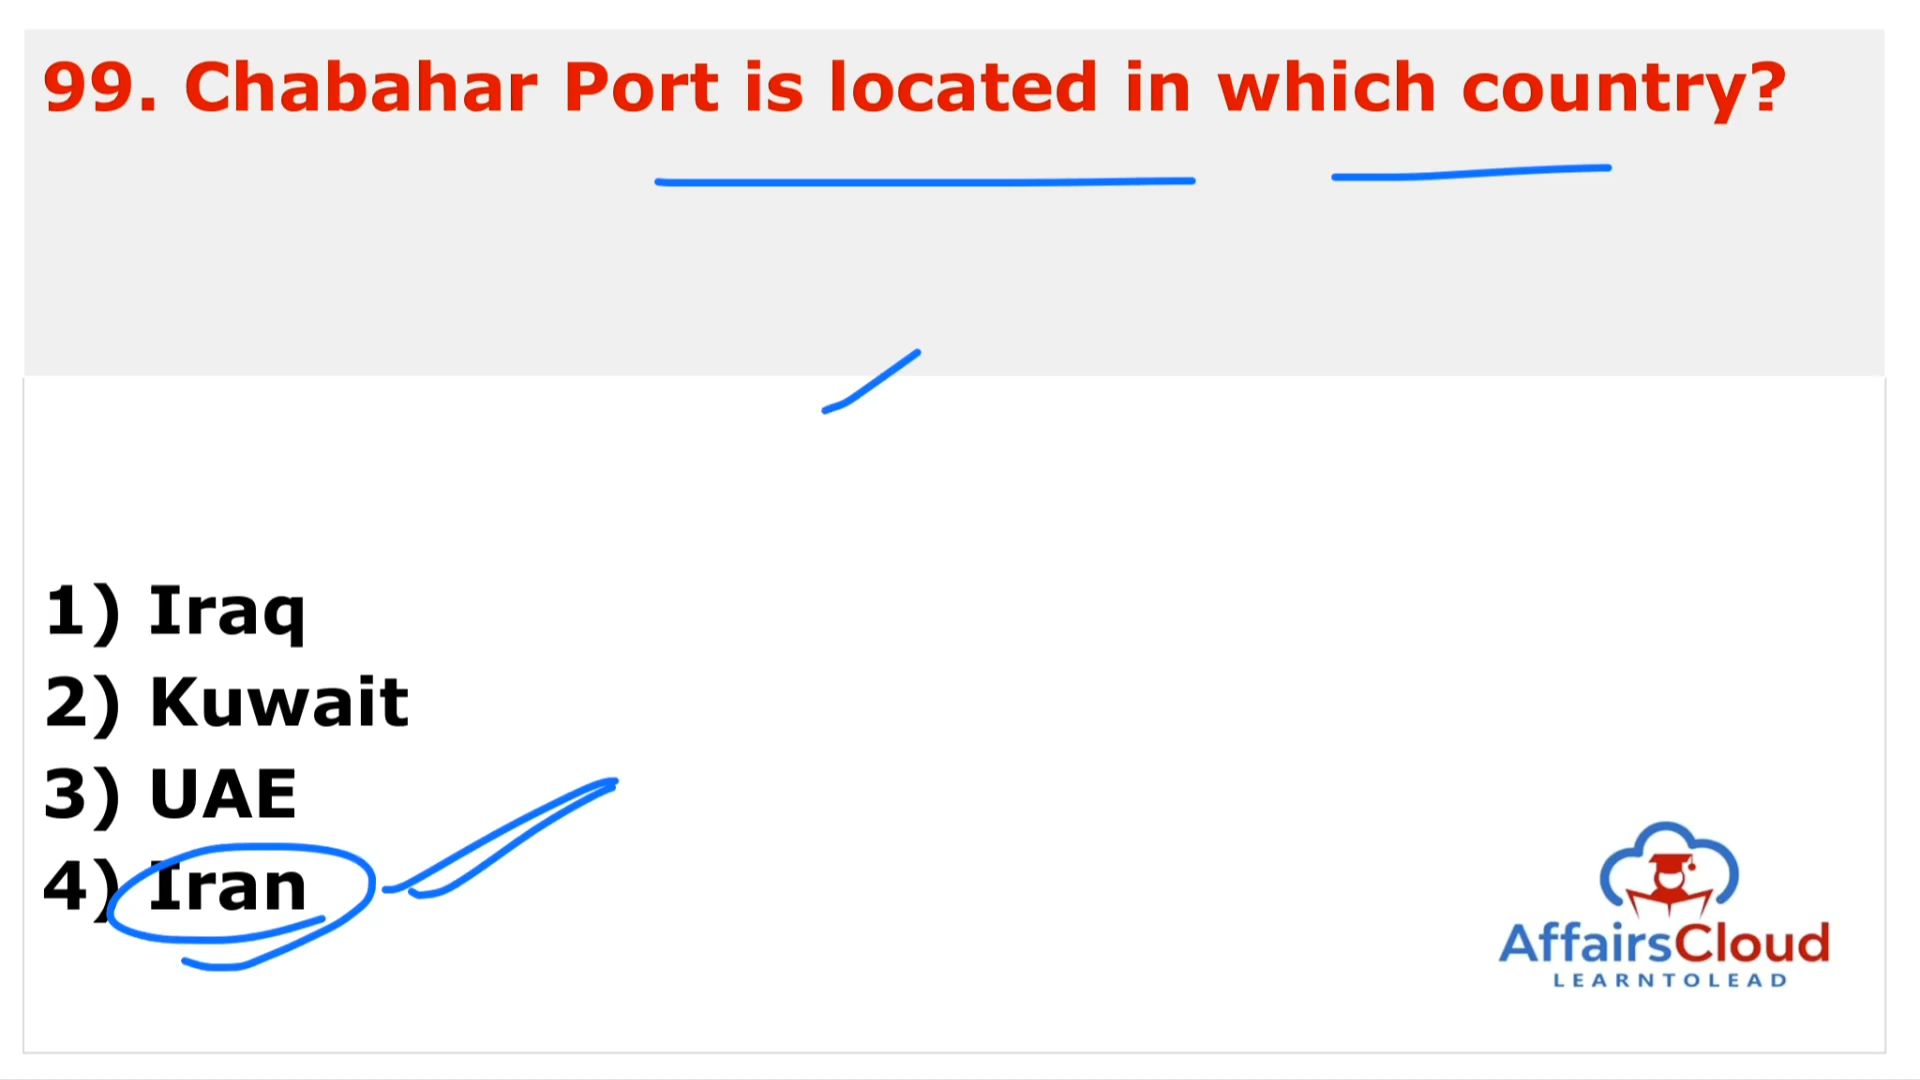 99. Chabahar Port is located in which country?
1) Iraq
2) Kuwait
3) UAE
4) Iran
AffairsCloud
LEARNTOLEAD